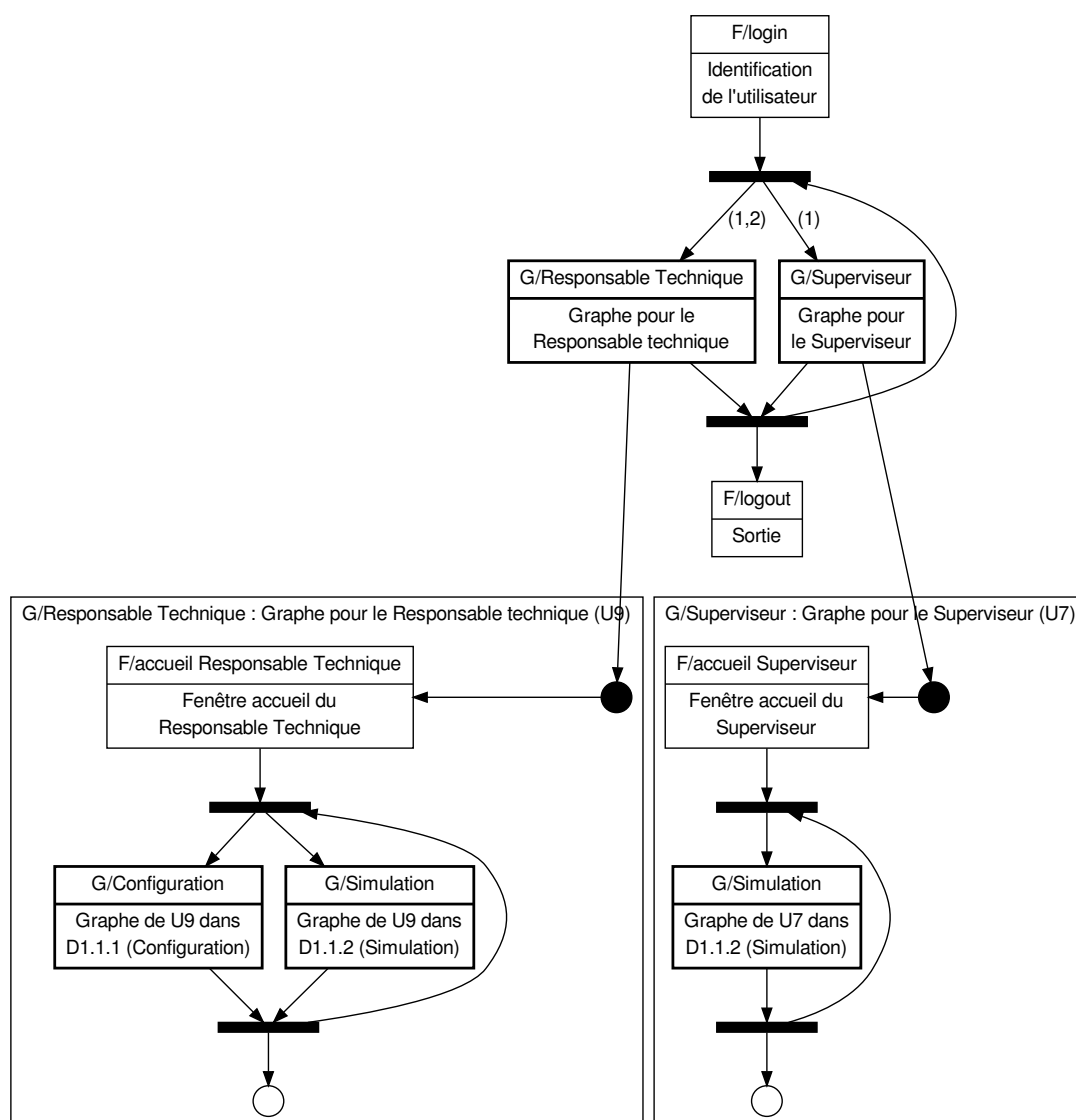 F/login
Identification
de l'utilisateur
(1,2)
(1)
G/Responsable Technique
Graphe pour le
Responsable technique
G/Superviseur
Graphe pour
le Superviseur
F/logout
Sortie
G/Responsable Technique : Graphe pour le Responsable technique (U9)
F/accueil Responsable Technique
Fenêtre accueil du
Responsable Technique
G/Configuration
Graphe de U9 dans
D1.1.1 (Configuration)
G/Simulation
Graphe de U9 dans
D1.1.2 (Simulation)
G/Superviseur : Graphe pour le Superviseur (U7)
F/accueil Superviseur
Fenêtre accueil du
Superviseur
G/Simulation
Graphe de U7 dans
D1.1.2 (Simulation)